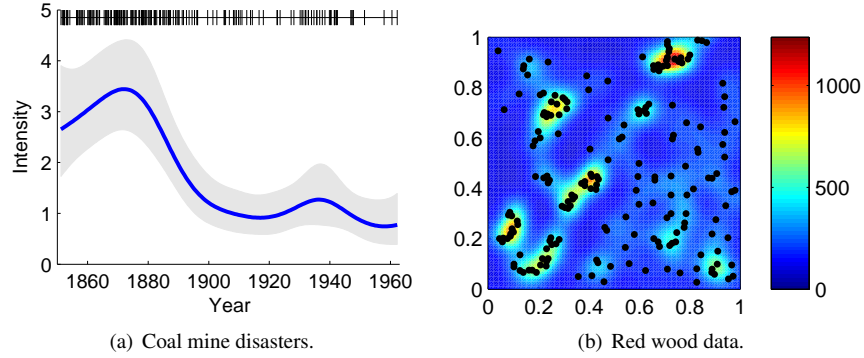 5
4
3
2
1
0
Intensity
1860 1880 1900 1920 1940 1960
Year
(a) Coal mine disasters.
1
0.8
0.6
0.4
0.2
0
0 0.2 0.4 0.6 0.8 1
1000
500
0
(b) Red wood data.